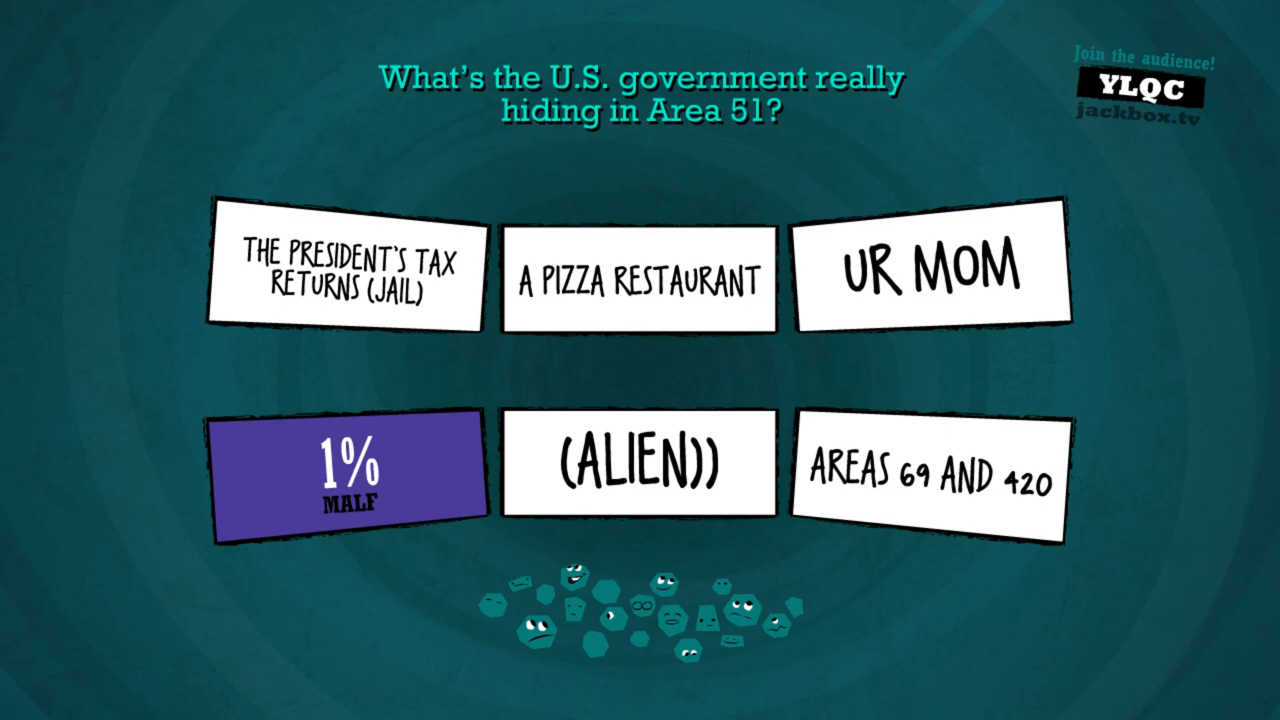 What's the U.S. government really
hiding in Area 51?
Join the audience!
YLQC
jackbox.tv
THE PRESIDENT'S TAX
RETURNS (JAIL)
A PIZZA RESTAURANT
UR MOM
1%
MALF
(ALIEN))
AREAS 69 AND 420